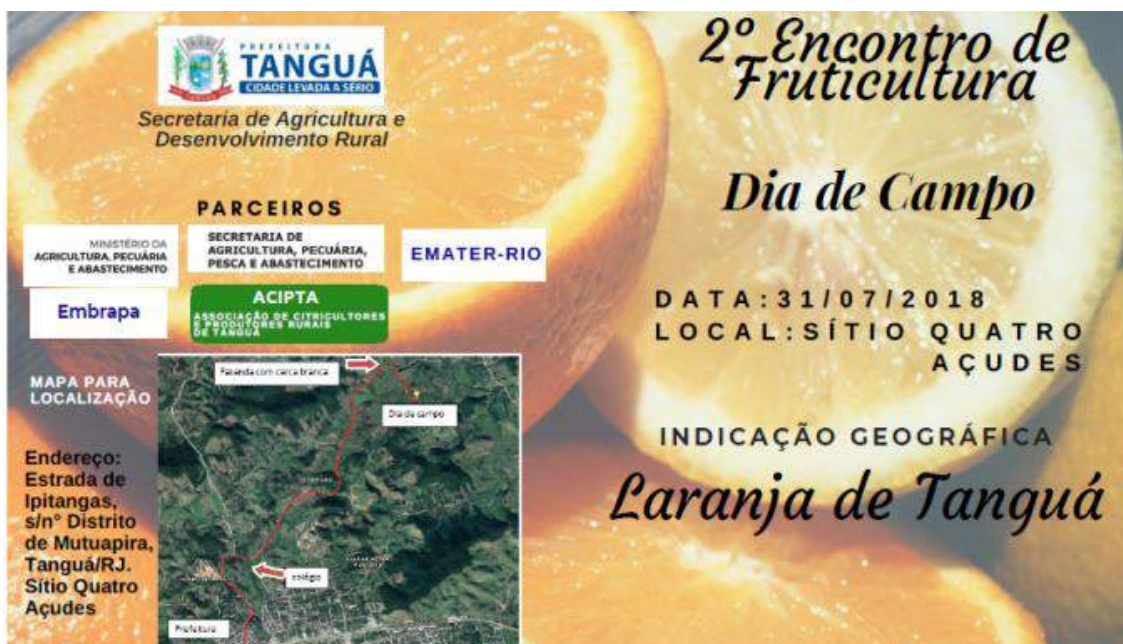 PREFEITURA
TANGUÁ
CIDADE LEVADA A SÉRIO
Secretaria de Agricultura e
Desenvolvimento Rural
PARCEIROS
MINISTÉRIO DA
AGRICULTURA, PECUÁRIA
E ABASTECIMENTO
SECRETARIA DE
AGRICULTURA, PECUÁRIA,
PESCA E ABASTECIMENTO
EMATER-RIO
Embrapa
ACIPTA
ASSOCIAÇÃO DE CITRICULTORES
E PRODUTORES RURAIS
DE TANGUÁ
MAPA PARA
LOCALIZAÇÃO
Fazenda com cerca branca
Dia de campo
colégio
Prefeitura
Endereço:
Estrada de
Ipitangas,
s/n° Distrito
de Mutuapira,
Tanguá/RJ.
Sítio Quatro
Açudes
2º Encontro de
Fruticultura
Dia de Campo
DATA:31/07/2018
LOCAL:SÍTIO QUATRO
AÇUDES
INDICAÇÃO GEOGRÁFICA
Laranja de Tanguá